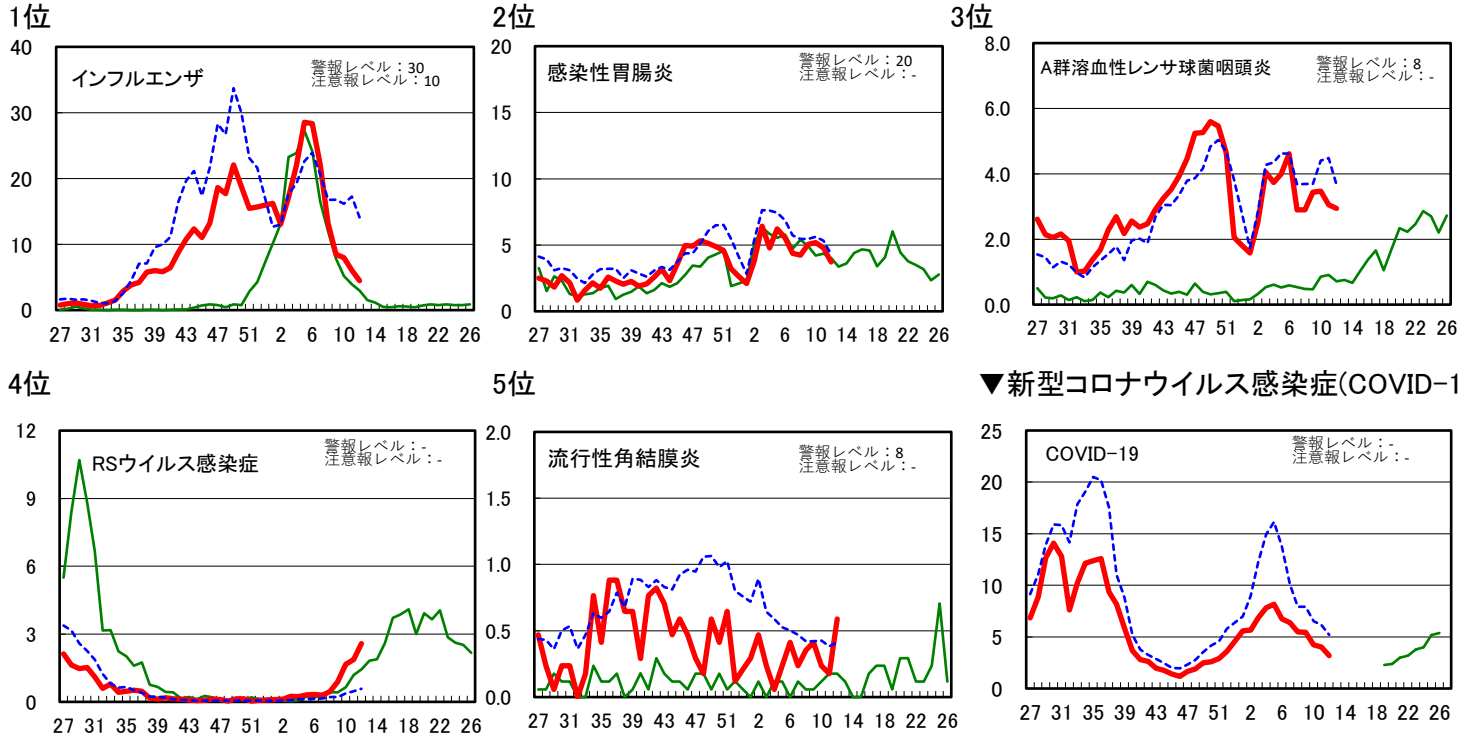 1位
40
30
20
10
0
インフルエンザ
警報レベル：30
注意報レベル：10
27 31 35 39 43 47 51 2 6 10 14 18 22 26
2位
20
15
10
5
0
感染性胃腸炎
警報レベル：20
注意報レベル：-
27 31 35 39 43 47 51 2 6 10 14 18 22 26
3位
8.0
6.0
4.0
2.0
0.0
A群溶血性レンサ球菌咽頭炎
警報レベル：8
注意報レベル：-
27 31 35 39 43 47 51 2 6 10 14 18 22 26
4位
12
9
6
3
0
RSウイルス感染症
警報レベル：-
注意報レベル：-
27 31 35 39 43 47 51 2 6 10 14 18 22 26
5位
2.0
1.5
1.0
0.5
0.0
流行性角結膜炎
警報レベル：8
注意報レベル：-
27 31 35 39 43 47 51 2 6 10 14 18 22 26
▼新型コロナウイルス感染症(COVID-1
25
20
15
10
5
0
COVID-19
警報レベル：-
注意報レベル：-
27 31 35 39 43 47 51 2 6 10 14 18 22 26